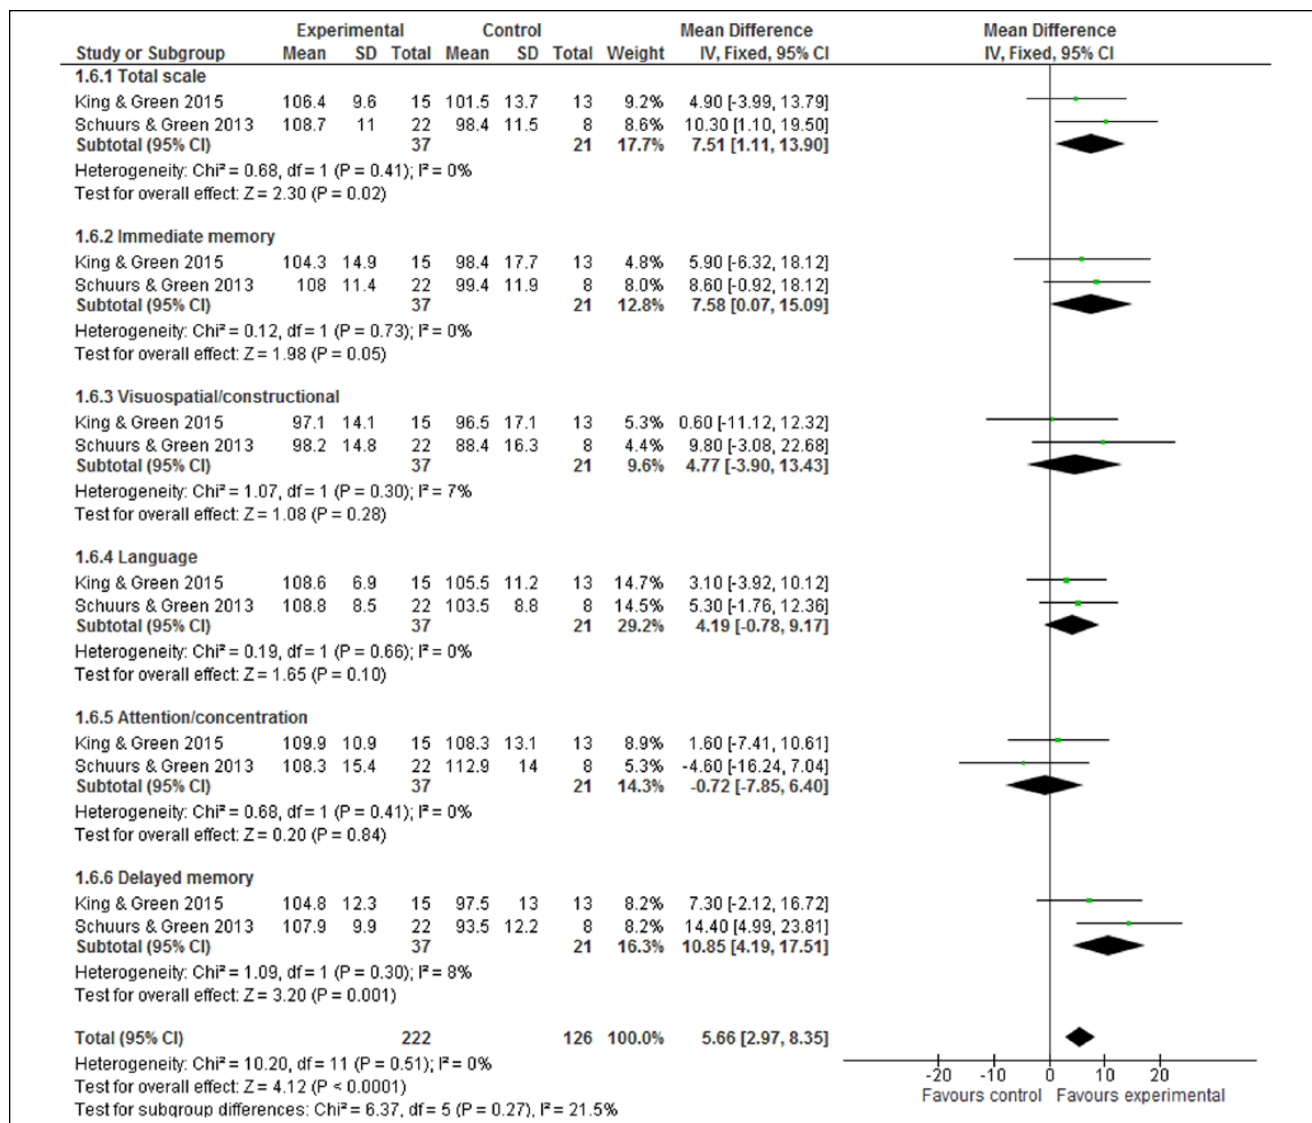 Experimental Control Mean Difference Mean Difference
Study or Subgroup Mean SD Total Mean SD Total Weight IV, Fixed, 95% CI IV, Fixed, 95% CI
1.6.1 Total scale
King & Green 2015 106.4 9.6 15 101.5 13.7 13 9.2% 4.90 [-3.99, 13.79]
Schuurs & Green 2013 108.7 11 22 98.4 11.5 8 8.6% 10.30 [1.10, 19.50]
Subtotal (95% CI) 37 21 17.7% 7.51 [1.11, 13.90]
Heterogeneity: Chi² = 0.68, df = 1 (P = 0.41); I² = 0%
Test for overall effect: Z = 2.30 (P = 0.02)
1.6.2 Immediate memory
King & Green 2015 104.3 14.9 15 98.4 17.7 13 4.8% 5.90 [-6.32, 18.12]
Schuurs & Green 2013 108 11.4 22 99.4 11.9 8 8.0% 8.60 [-0.92, 18.12]
Subtotal (95% CI) 37 21 12.8% 7.58 [0.07, 15.09]
Heterogeneity: Chi² = 0.12, df = 1 (P = 0.73); I² = 0%
Test for overall effect: Z = 1.98 (P = 0.05)
1.6.3 Visuospatial/constructional
King & Green 2015 97.1 14.1 15 96.5 17.1 13 5.3% 0.60 [-11.12, 12.32]
Schuurs & Green 2013 98.2 14.8 22 88.4 16.3 8 4.4% 9.80 [-3.08, 22.68]
Subtotal (95% CI) 37 21 9.6% 4.77 [-3.90, 13.43]
Heterogeneity: Chi² = 1.07, df = 1 (P = 0.30); I² = 7%
Test for overall effect: Z = 1.08 (P = 0.28)
1.6.4 Language
King & Green 2015 108.6 6.9 15 105.5 11.2 13 14.7% 3.10 [-3.92, 10.12]
Schuurs & Green 2013 108.8 8.5 22 103.5 8.8 8 14.5% 5.30 [-1.76, 12.36]
Subtotal (95% CI) 37 21 29.2% 4.19 [-0.78, 9.17]
Heterogeneity: Chi² = 0.19, df = 1 (P = 0.66); I² = 0%
Test for overall effect: Z = 1.65 (P = 0.10)
1.6.5 Attention/concentration
King & Green 2015 109.9 10.9 15 108.3 13.1 13 8.9% 1.60 [-7.41, 10.61]
Schuurs & Green 2013 108.3 15.4 22 112.9 14 8 5.3% -4.60 [-16.24, 7.04]
Subtotal (95% CI) 37 21 14.3% -0.72 [-7.85, 6.40]
Heterogeneity: Chi² = 0.68, df = 1 (P = 0.41); I² = 0%
Test for overall effect: Z = 0.20 (P = 0.84)
1.6.6 Delayed memory
King & Green 2015 104.8 12.3 15 97.5 13 13 8.2% 7.30 [-2.12, 16.72]
Schuurs & Green 2013 107.9 9.9 22 93.5 12.2 8 8.2% 14.40 [4.99, 23.81]
Subtotal (95% CI) 37 21 16.3% 10.85 [4.19, 17.51]
Heterogeneity: Chi² = 1.09, df = 1 (P = 0.30); I² = 8%
Test for overall effect: Z = 3.20 (P = 0.001)
Total (95% CI) 222 126 100.0% 5.66 [2.97, 8.35]
Heterogeneity: Chi² = 10.20, df = 11 (P = 0.51); I² = 0%
Test for overall effect: Z = 4.12 (P < 0.0001)
Test for subgroup differences: Chi² = 6.37, df = 5 (P = 0.27), I² = 21.5%
-20 -10 0 10 20
Favours control Favours experimental